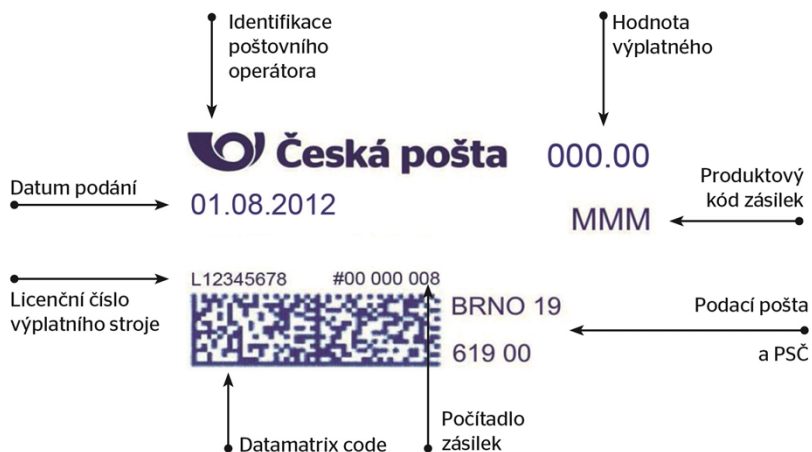 Identifikace
poštovního
operátora
Hodnota
výplatného
Česká pošta
000.00
Datum podání
01.08.2012
Produktový
kód zásilek
MMM
L12345678 #00 000 008
Licenční číslo
výplatního stroje
BRNO 19
619 00
Podací pošta
a PSČ
Datamatrix code
Počítadlo
zásilek